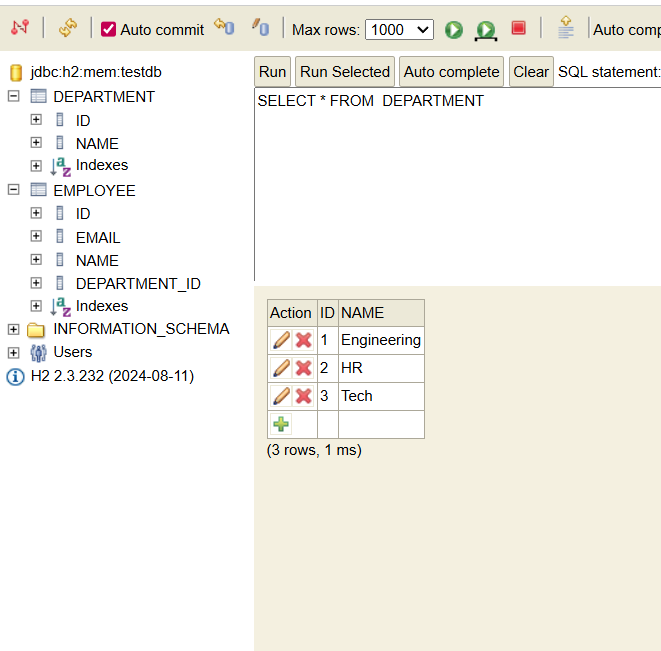 Auto commit Max rows: 1000 Auto comp
jdbc:h2:mem:testdb
DEPARTMENT
ID
NAME
Indexes
EMPLOYEE
ID
EMAIL
NAME
DEPARTMENT_ID
Indexes
INFORMATION_SCHEMA
Users
H2 2.3.232 (2024-08-11)
Run Run Selected Auto complete Clear SQL statement:
SELECT * FROM  DEPARTMENT
Action ID NAME
1 Engineering
2 HR
3 Tech
(3 rows, 1 ms)